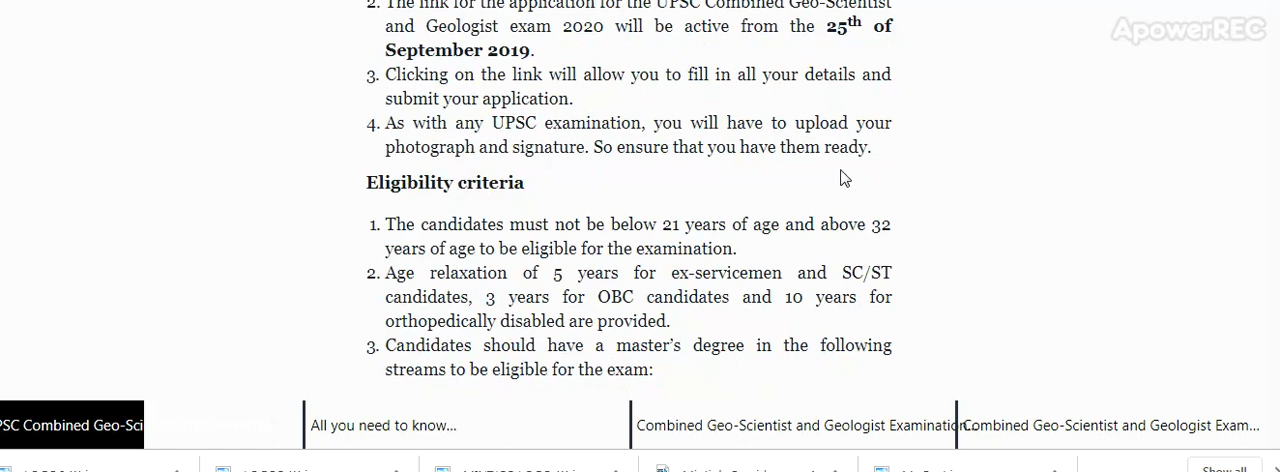 2. The link for the application for the UPSC Combined Geo-Scientist
and Geologist exam 2020 will be active from the 25th of
September 2019.
3. Clicking on the link will allow you to fill in all your details and
submit your application.
4. As with any UPSC examination, you will have to upload your
photograph and signature. So ensure that you have them ready.
Eligibility criteria
1. The candidates must not be below 21 years of age and above 32
years of age to be eligible for the examination.
2. Age relaxation of 5 years for ex-servicemen and SC/ST
candidates, 3 years for OBC candidates and 10 years for
orthopedically disabled are provided.
3. Candidates should have a master's degree in the following
streams to be eligible for the exam:
PSC Combined Geo-Sci
All you need to know...
Combined Geo-Scientist and Geologist Examination
Combined Geo-Scientist and Geologist Exam...
Show all
ApowerREC